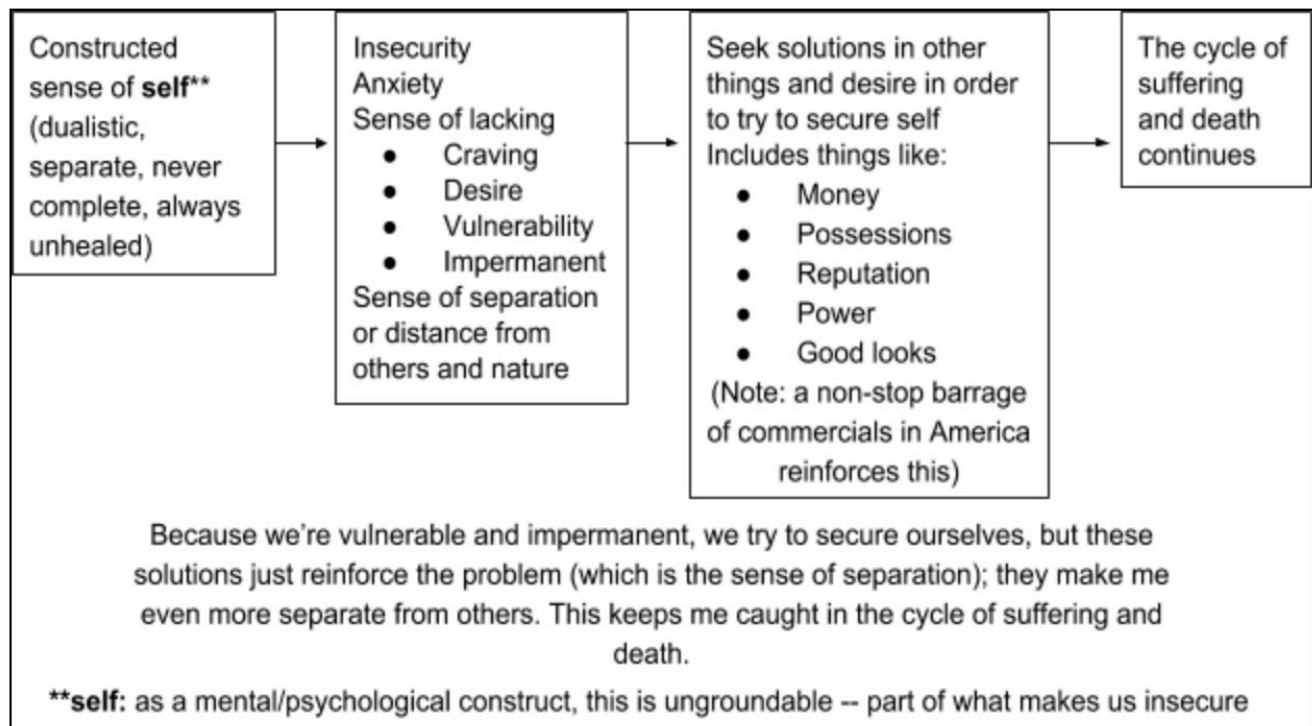 Constructed
sense of self**
(dualistic,
separate, never
complete, always
unhealed)
Insecurity
Anxiety
Sense of lacking
● Craving
● Desire
● Vulnerability
● Impermanent
Sense of separation
or distance from
others and nature
Seek solutions in other
things and desire in order
to try to secure self
Includes things like:
● Money
● Possessions
● Reputation
● Power
● Good looks
(Note: a non-stop barrage
of commercials in America
reinforces this)
The cycle of
suffering
and death
continues
Because we’re vulnerable and impermanent, we try to secure ourselves, but these
solutions just reinforce the problem (which is the sense of separation); they make me
even more separate from others. This keeps me caught in the cycle of suffering and
death.
**self: as a mental/psychological construct, this is ungroundable -- part of what makes us insecure